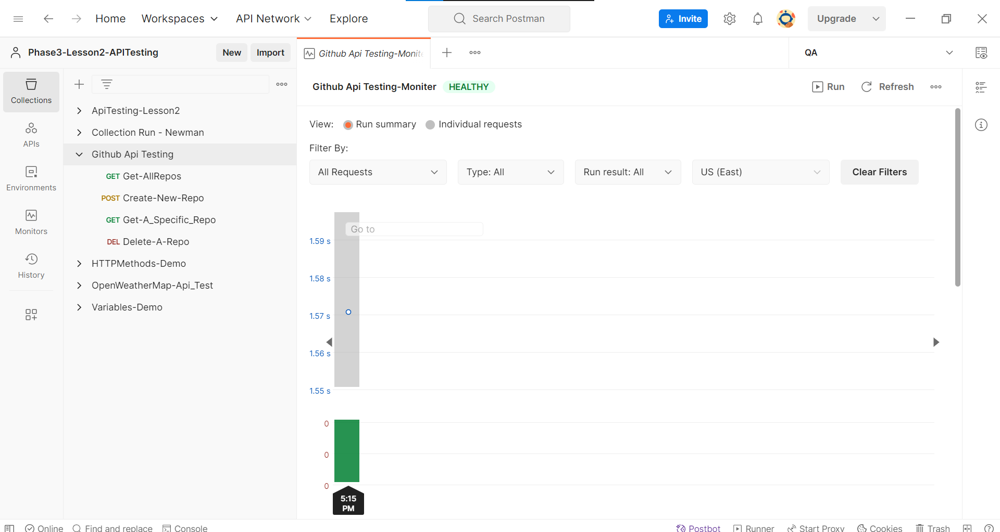 Home Workspaces API Network Explore Search Postman Invite Upgrade
Phase3-Lesson2-APITesting New Import
Github Api Testing-Monite QA
Collections
APIs
Environments
Monitors
History
ApiTesting-Lesson2
Collection Run - Newman
Github Api Testing
GET Get-AllRepos
POST Create-New-Repo
GET Get-A_Specific_Repo
DEL Delete-A-Repo
HTTPMethods-Demo
OpenWeatherMap-Api_Test
Variables-Demo
Github Api Testing-Moniter HEALTHY Run Refresh
View: Run summary Individual requests
Filter By:
All Requests Type: All Run result: All US (East) Clear Filters
Go to
1.59 s
1.58 s
1.57 s
1.56 s
1.55 s
0
0
0
5:15
PM
Online Find and replace Console Postbot Runner Start Proxy Cookies Trash